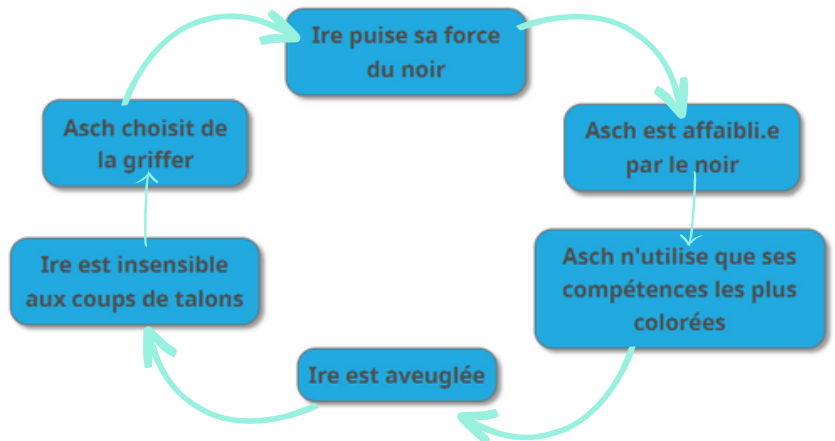 Ire puise sa force
du noir
Asch est affaibli.e
par le noir
Asch n'utilise que ses
compétences les plus
colorées
Ire est aveuglée
Ire est insensible
aux coups de talons
Asch choisit de
la griffer